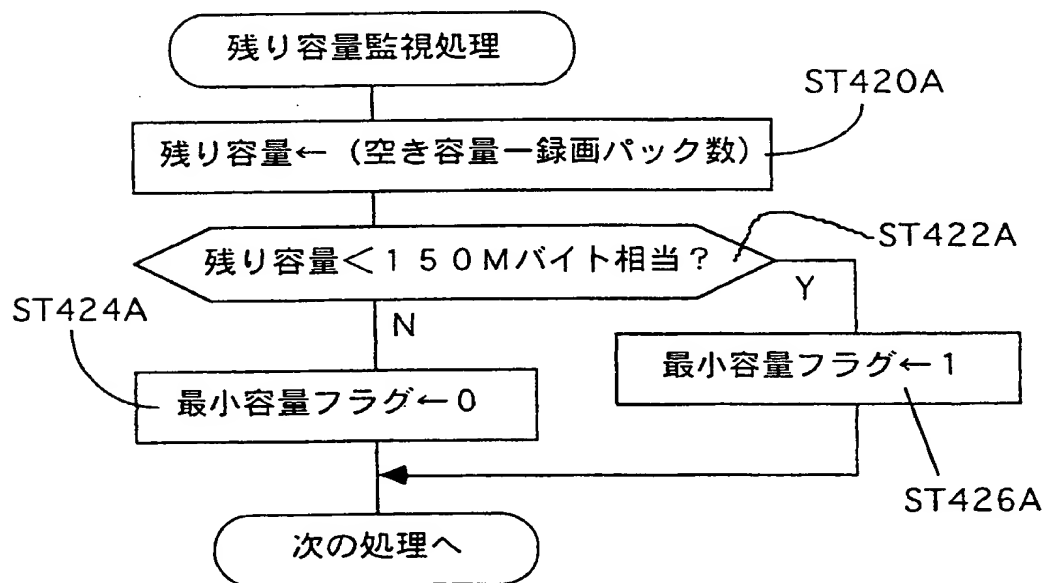 残り容量監視処理
ST420A
残り容量←(空き容量ー録画パック数)
残り容量<150Mバイト相当?
ST422A
Y
ST424A
N
最小容量フラグ←1
最小容量フラグ←0
ST426A
次の処理へ